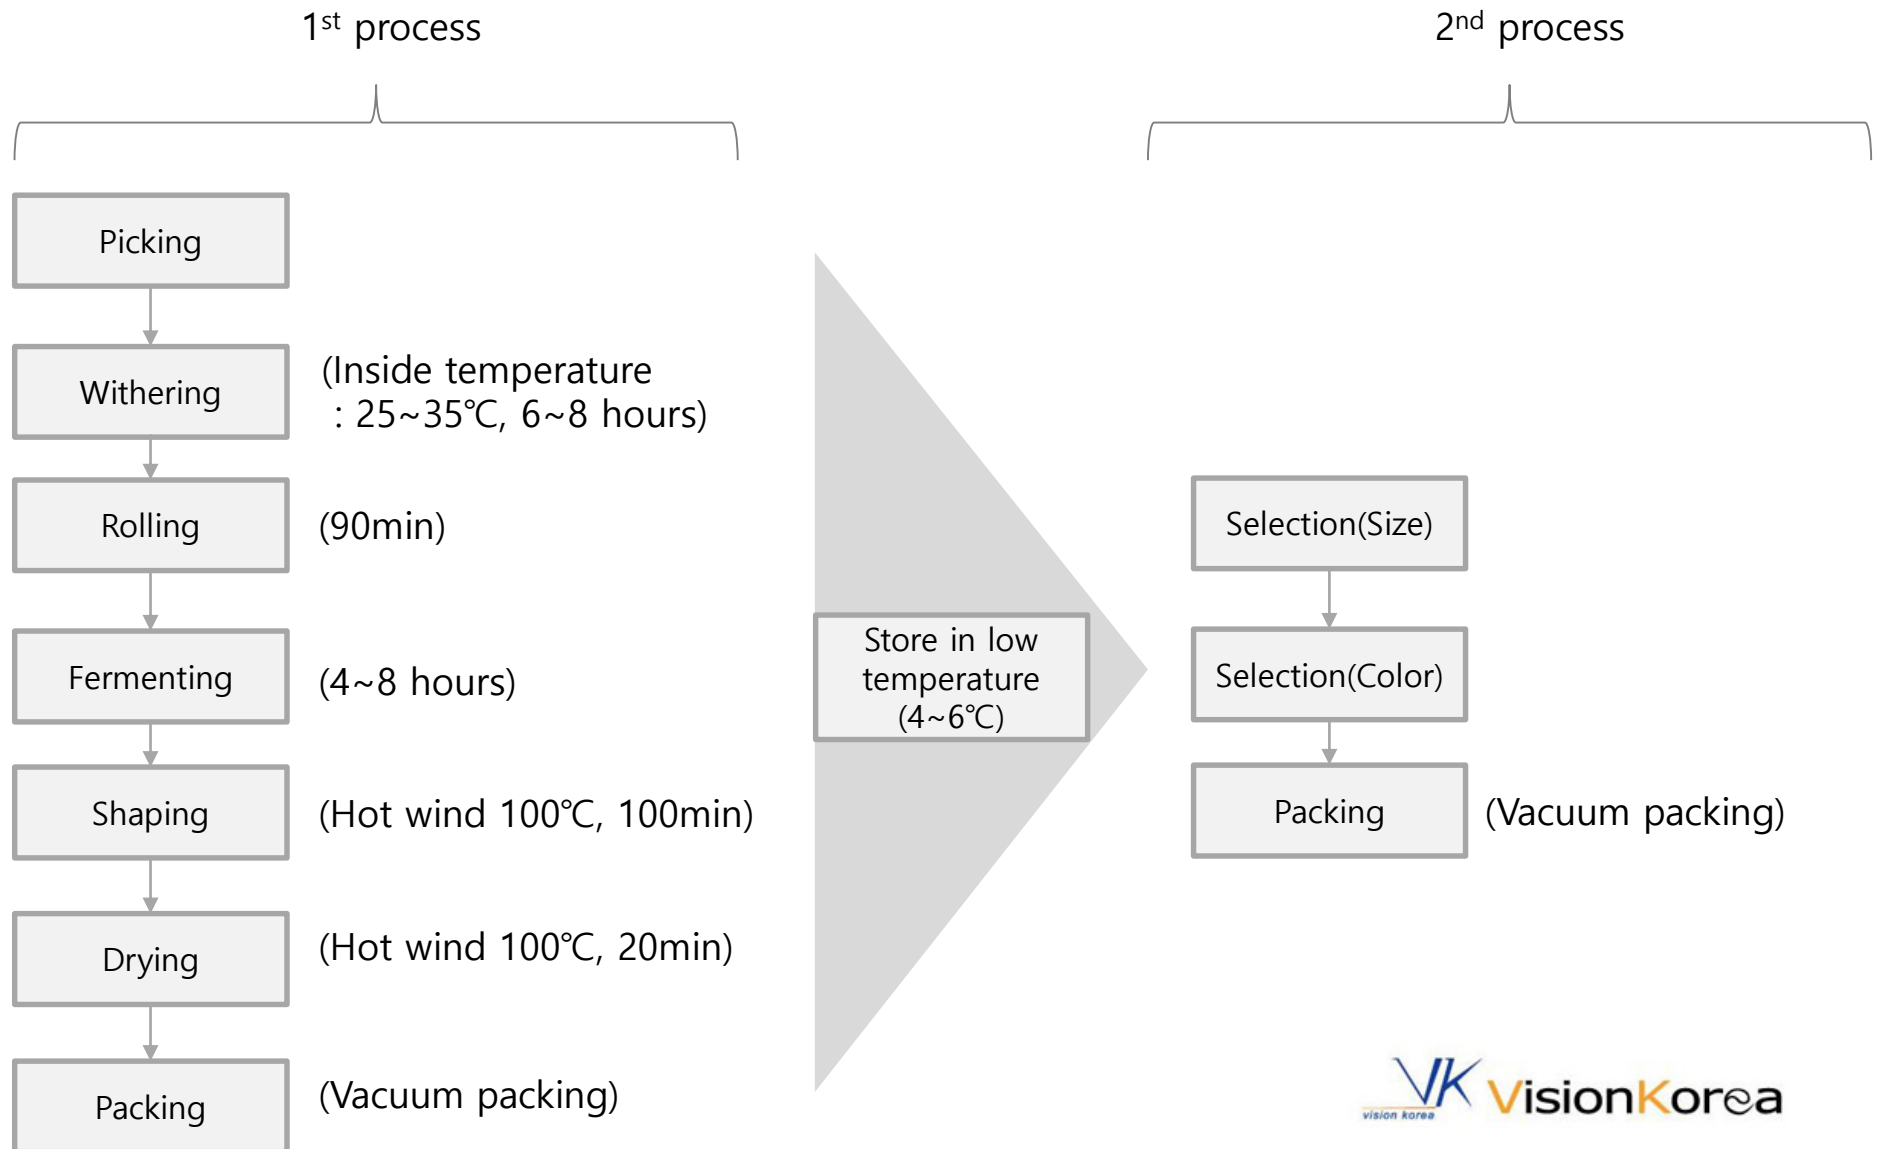 1st process
Picking
Withering
(Inside temperature
: 25~35℃, 6~8 hours)
Rolling
(90min)
Fermenting
(4~8 hours)
Shaping
(Hot wind 100℃, 100min)
Drying
(Hot wind 100℃, 20min)
Packing
(Vacuum packing)
Store in low
temperature
(4~6℃)
2nd process
Selection(Size)
Selection(Color)
Packing
(Vacuum packing)
VK
vision korea
VisionKorea